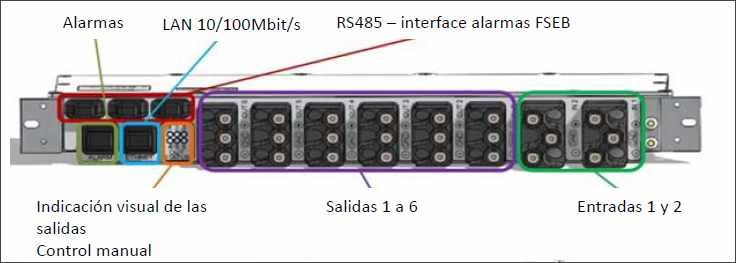 Alarmas
LAN 10/100Mbit/s
RS485 – interface alarmas FSEB
Indicación visual de las
salidas
Control manual
Salidas 1 a 6
Entradas 1 y 2